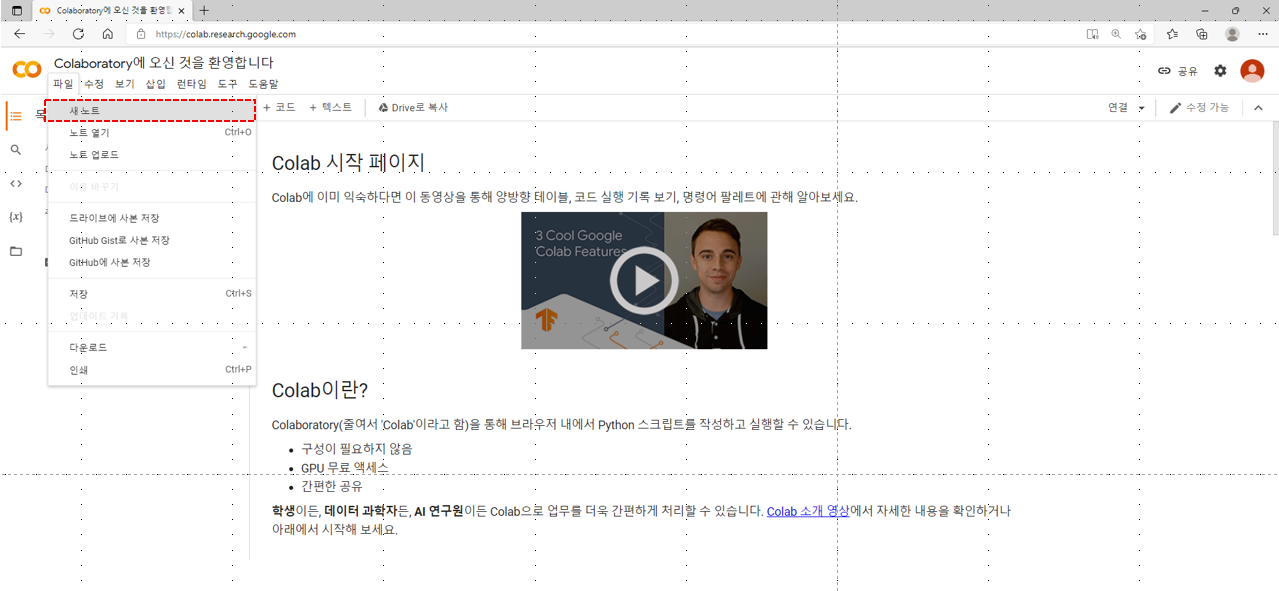 Colaboratory에 오신 것을 환영합
https://colab.research.google.com
Colaboratory에 오신 것을 환영합니다
파일 수정 보기 삽입 런타임 도구 도움말
공유
새 노트
노트 열기 Ctrl+O
노트 업로드
이름 바꾸기
드라이브에 사본 저장
GitHub Gist로 사본 저장
GitHub에 사본 저장
저장 Ctrl+S
업데이트 기록
다운로드
인쇄 Ctrl+P
+ 코드 + 텍스트 Drive로 복사
연결 수정 가능
Colab 시작 페이지
Colab에 이미 익숙하다면 이 동영상을 통해 양방향 테이블, 코드 실행 기록 보기, 명령어 팔레트에 관해 알아보세요.
3 Cool Google
Colab Features
Colab이란?
Colaboratory(줄여서 'Colab'이라고 함)을 통해 브라우저 내에서 Python 스크립트를 작성하고 실행할 수 있습니다.
• 구성이 필요하지 않음
• GPU 무료 액세스
• 간편한 공유
학생이든, 데이터 과학자든, AI 연구원이든 Colab으로 업무를 더욱 간편하게 처리할 수 있습니다. Colab 소개 영상에서 자세한 내용을 확인하거나
아래에서 시작해 보세요.